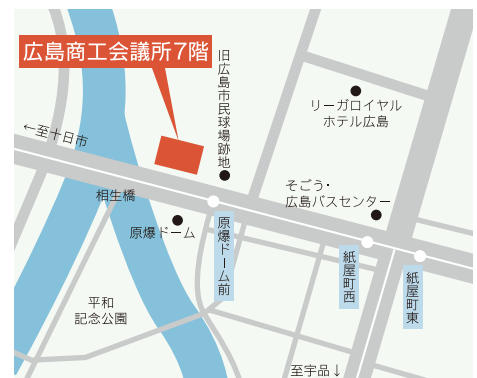 広島商工会議所7階
旧広島市民球場跡地
リーガロイヤル
ホテル広島
←至十日市
そごう・
広島バスセンター
相生橋
原爆ドーム
原爆ドーム前
紙屋町西
紙屋町東
平和
記念公園
至宇品↓